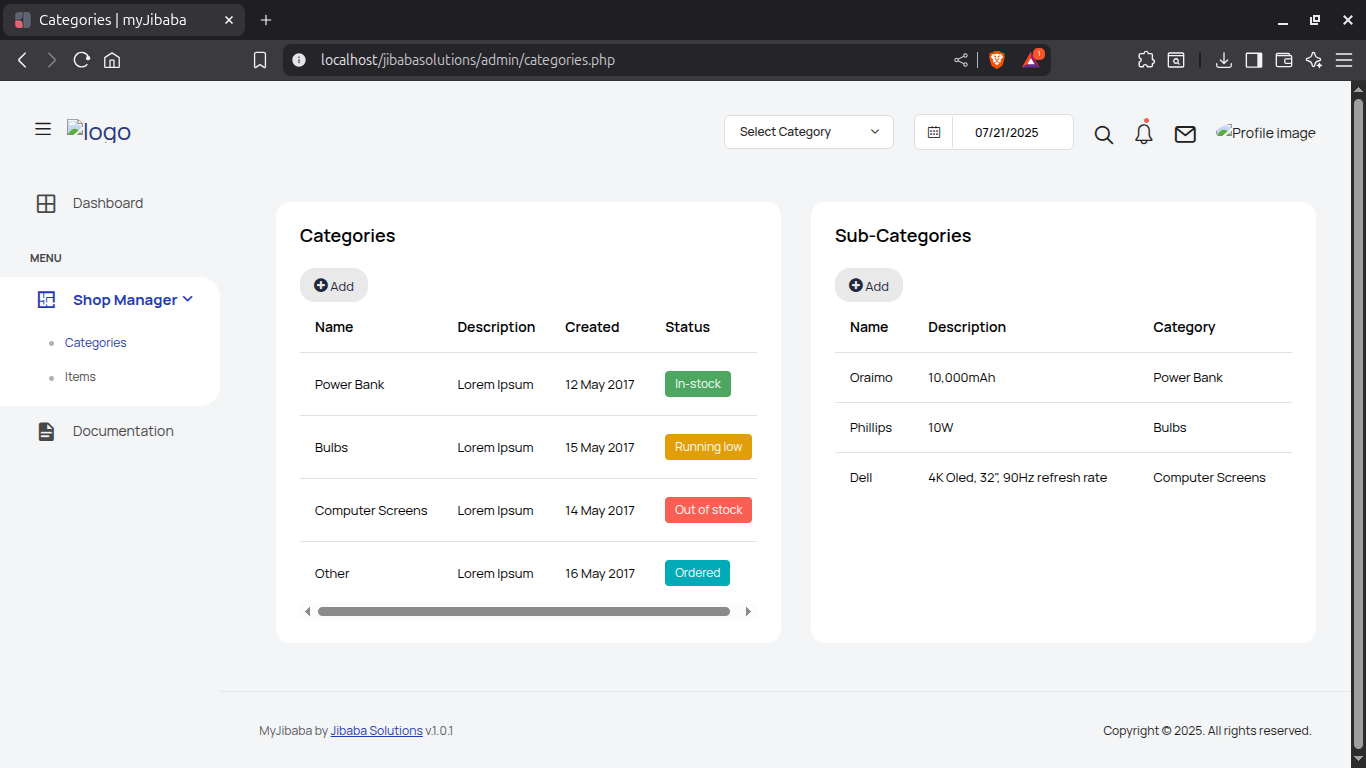 Categories | myJibaba
localhost/jibabasolutions/admin/categories.php
1
logo
Select Category
07/21/2025
Profile image
Dashboard
MENU
Shop Manager
Categories
Items
Documentation
Categories
Add
Name Description Created Status
Power Bank Lorem Ipsum 12 May 2017 In-stock
Bulbs Lorem Ipsum 15 May 2017 Running low
Computer Screens Lorem Ipsum 14 May 2017 Out of stock
Other Lorem Ipsum 16 May 2017 Ordered
Sub-Categories
Add
Name Description Category
Oraimo 10,000mAh Power Bank
Phillips 10W Bulbs
Dell 4K Oled, 32", 90Hz refresh rate Computer Screens
MyJibaba by Jibaba Solutions v.1.0.1
Copyright © 2025. All rights reserved.